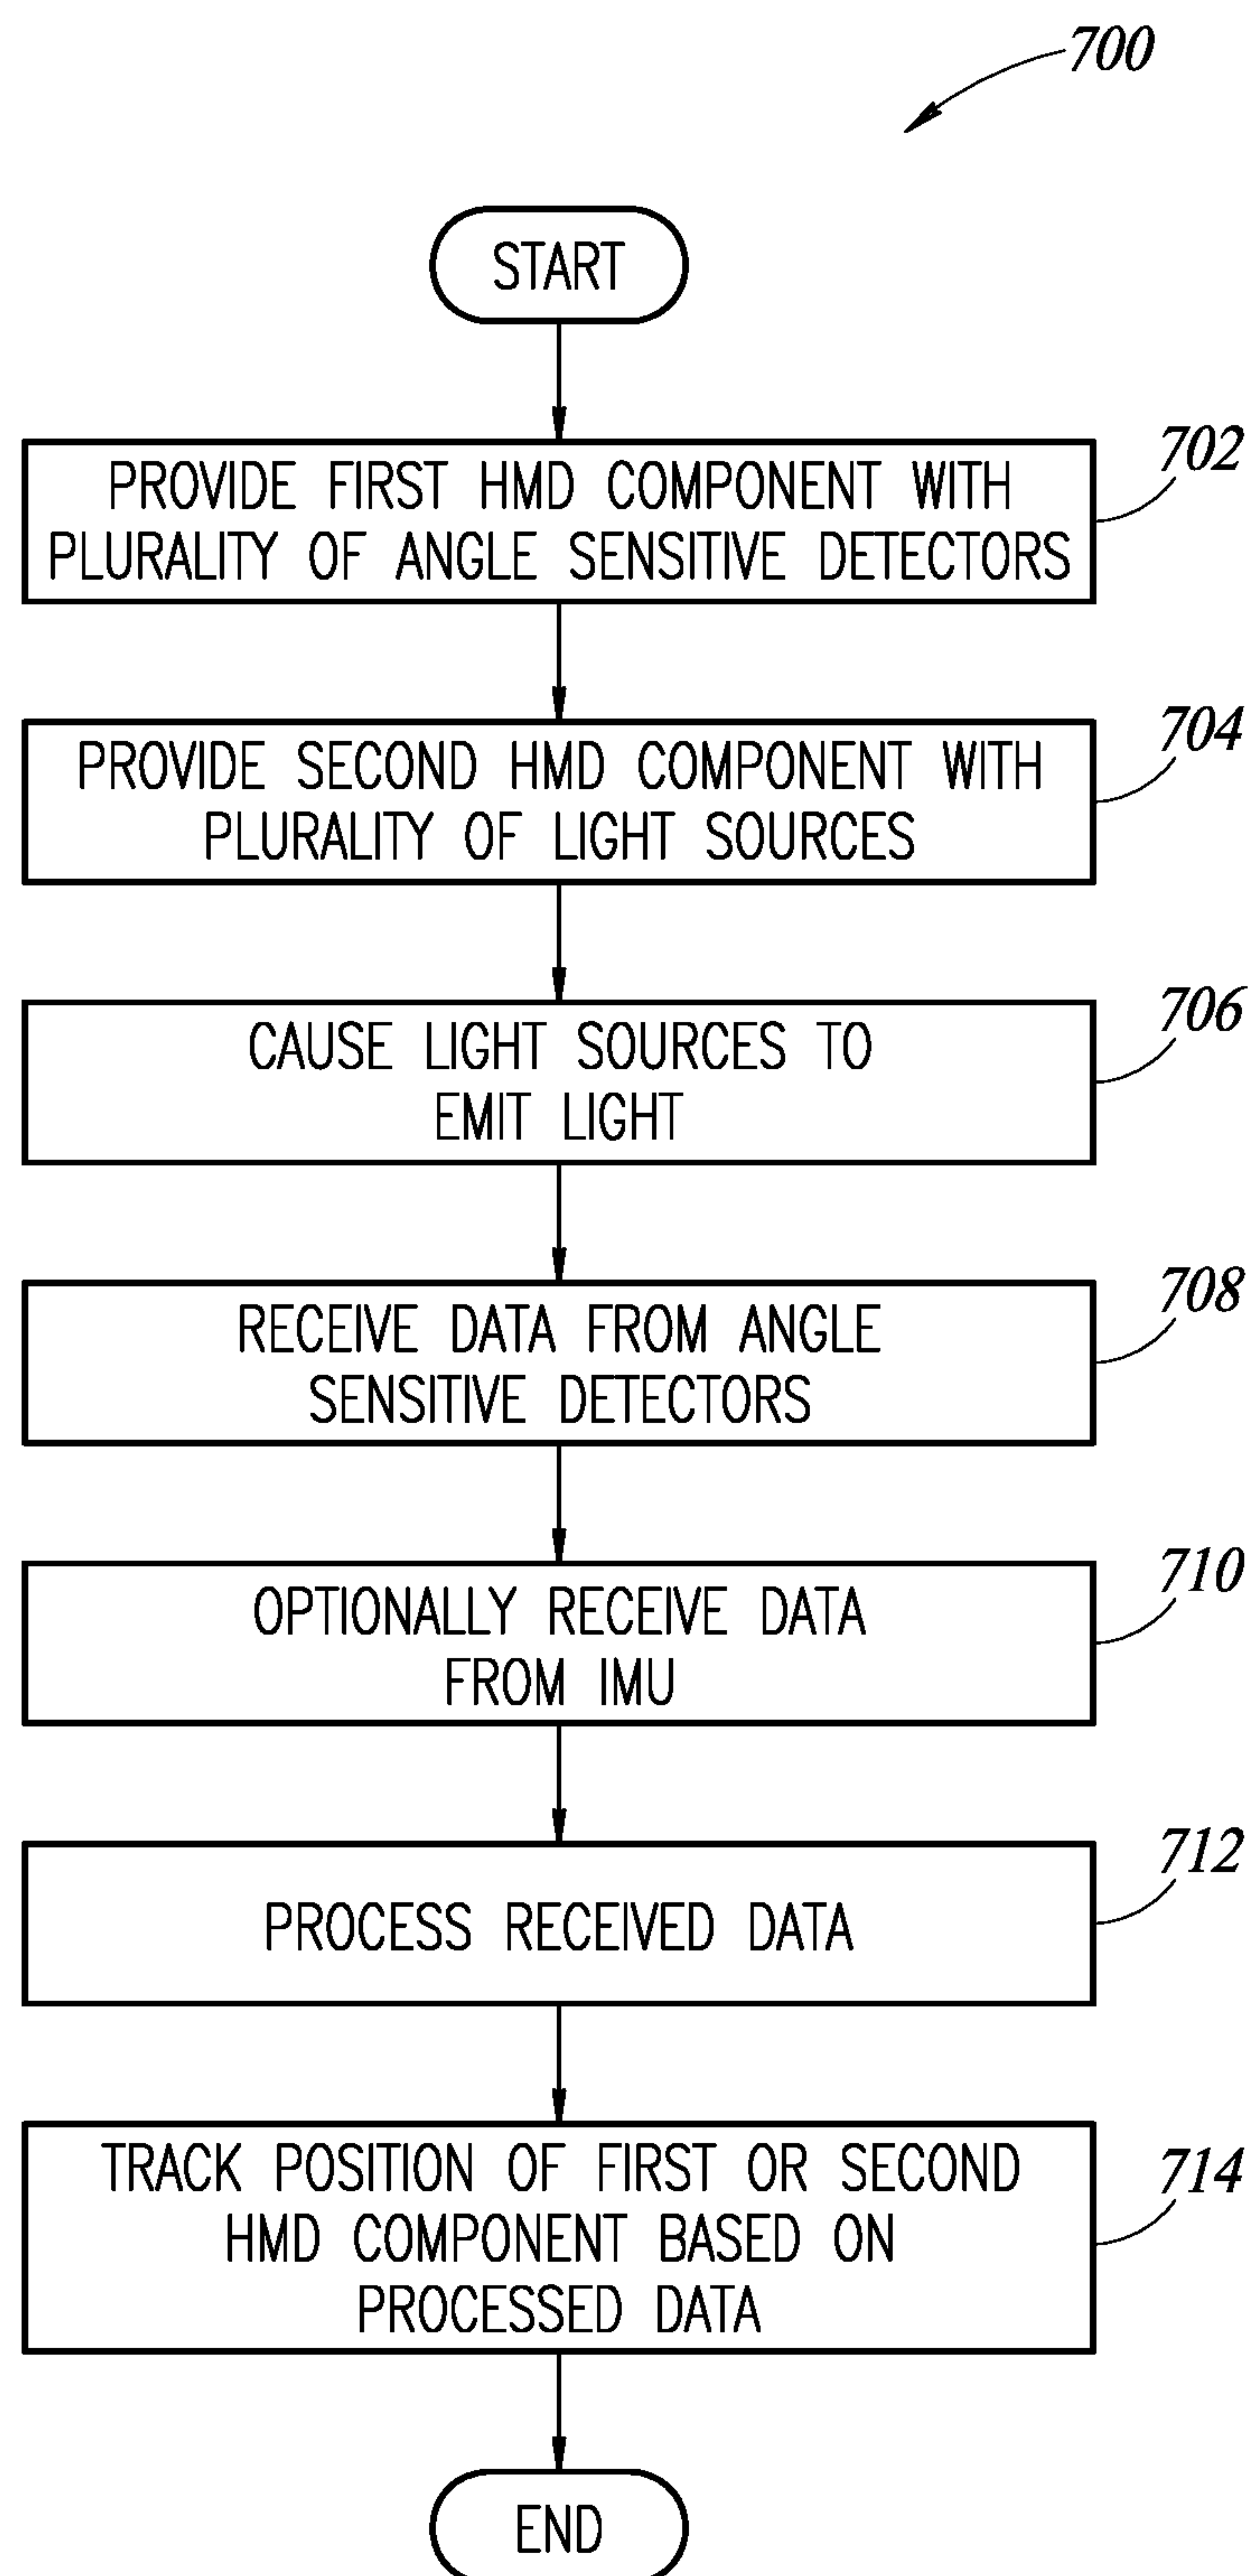 700
START
PROVIDE FIRST HMD COMPONENT WITH
PLURALITY OF ANGLE SENSITIVE DETECTORS
702
PROVIDE SECOND HMD COMPONENT WITH
PLURALITY OF LIGHT SOURCES
704
CAUSE LIGHT SOURCES TO
EMIT LIGHT
706
RECEIVE DATA FROM ANGLE
SENSITIVE DETECTORS
708
OPTIONALLY RECEIVE DATA
FROM IMU
710
PROCESS RECEIVED DATA
712
TRACK POSITION OF FIRST OR SECOND
HMD COMPONENT BASED ON
PROCESSED DATA
714
END